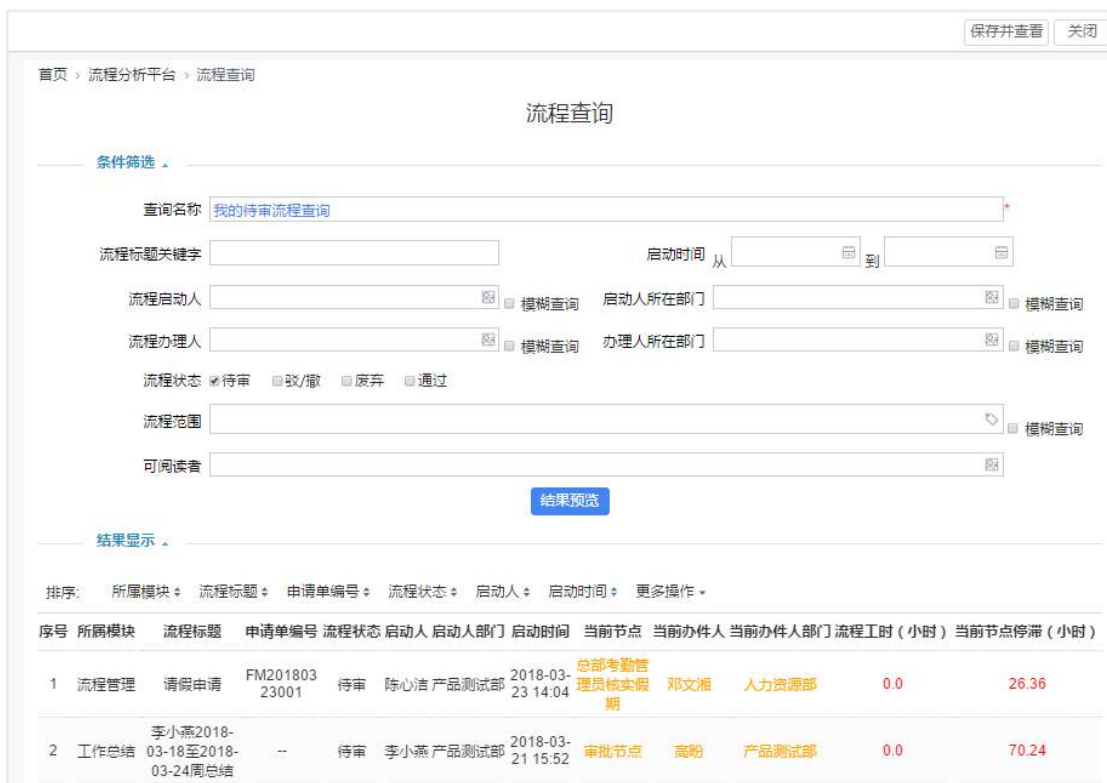 保存并查看 关闭
首页 > 流程分析平台 > 流程查询
流程查询
条件筛选
查询名称 我的待审流程查询 *
流程标题关键字 启动时间 从 到
流程启动人 模糊查询 启动人所在部门 模糊查询
流程办理人 模糊查询 办理人所在部门 模糊查询
流程状态 待审 驳/撤 废弃 通过
流程范围 模糊查询
可阅读者
结果预览
结果显示
排序: 所属模块 流程标题 申请单编号 流程状态 启动人 启动时间 更多操作
序号 所属模块 流程标题 申请单编号 流程状态 启动人 启动人部门 启动时间 当前节点 当前办件人 当前办件人部门 流程工时（小时） 当前节点停滞（小时）
1 流程管理 请假申请 FM201803
23001 待审 陈心洁 产品测试部 2018-03-
23 14:04 总部考勤管
理员核实假
期 邓文湘 人力资源部 0.0 26.36
2 工作总结 李小燕2018-
03-18至2018-
03-24周总结 -- 待审 李小燕 产品测试部 2018-03-
21 15:52 审批节点 高盼 产品测试部 0.0 70.24